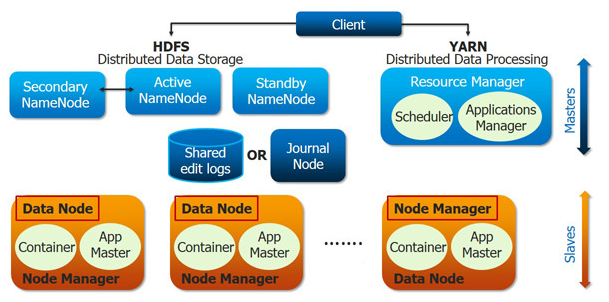 Client
HDFS
Distributed Data Storage
YARN
Distributed Data Processing
Secondary
NameNode
Active
NameNode
Standby
NameNode
Resource Manager
Scheduler
Applications
Manager
Masters
Shared
edit logs
OR
Journal
Node
Data Node
Container
App
Master
Node Manager
Data Node
Container
App
Master
Node Manager
.......
Node Manager
Container
App
Master
Data Node
Slaves